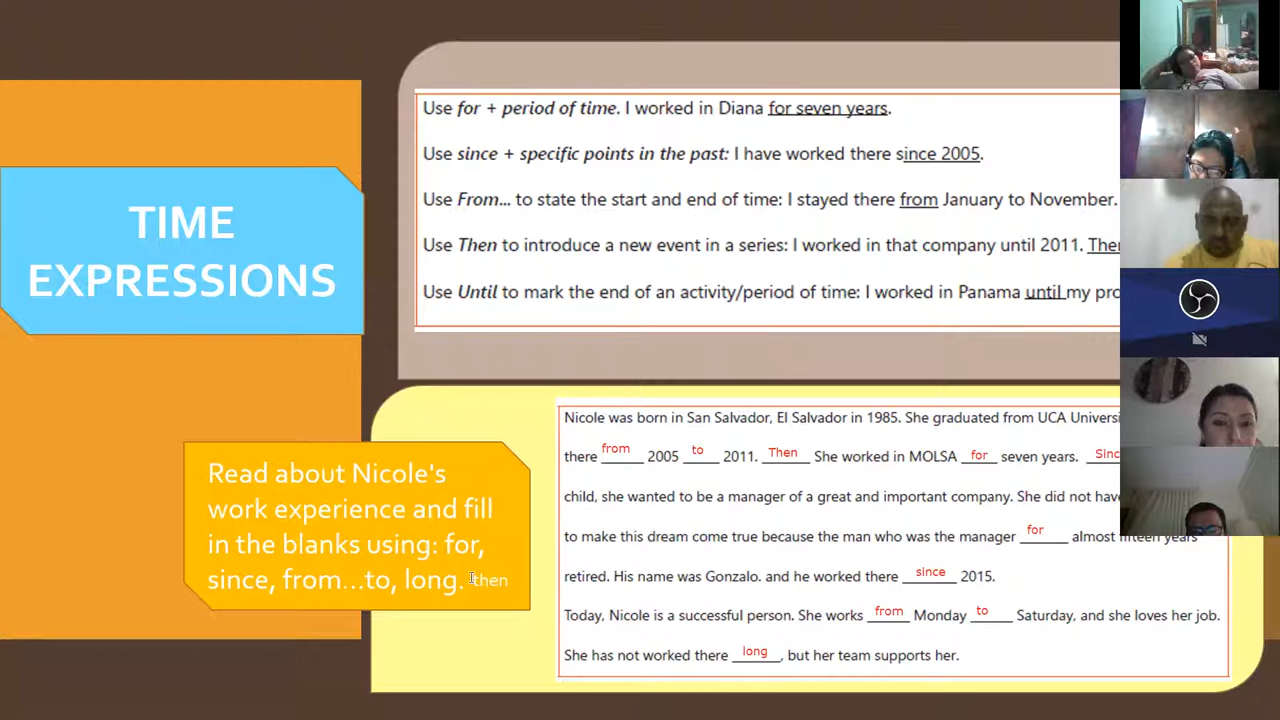 TIME
EXPRESSIONS
Use for + period of time. I worked in Diana for seven years.
Use since + specific points in the past: I have worked there since 2005.
Use From... to state the start and end of time: I stayed there from January to November.
Use Then to introduce a new event in a series: I worked in that company until 2011. The
Use Until to mark the end of an activity/period of time: I worked in Panama until my pro
Read about Nicole's
work experience and fill
in the blanks using: for,
since, from...to, long. then
Nicole was born in San Salvador, El Salvador in 1985. She graduated from UCA Universi
there from 2005 to 2011. Then She worked in MOLSA for seven years. Sinc
child, she wanted to be a manager of a great and important company. She did not have
to make this dream come true because the man who was the manager for almost fifteen years
retired. His name was Gonzalo. and he worked there since 2015.
Today, Nicole is a successful person. She works from Monday to Saturday, and she loves her job.
She has not worked there long, but her team supports her.